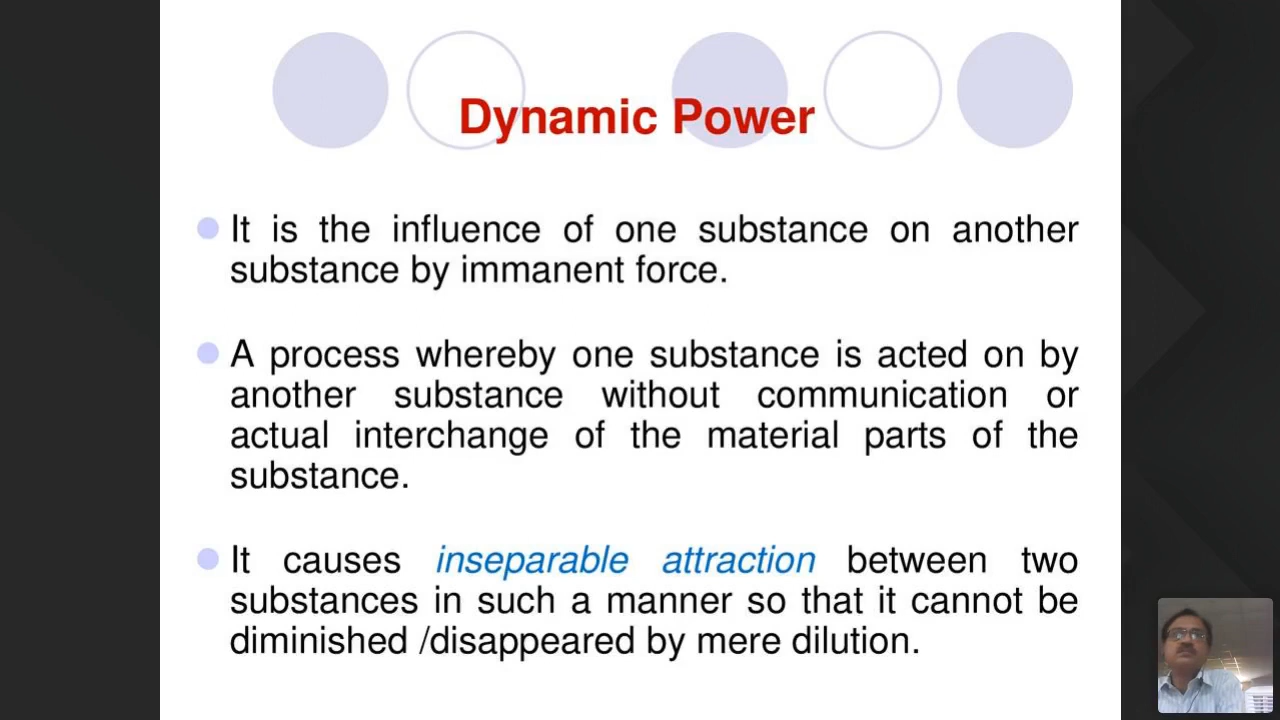 Dynamic Power
It is the influence of one substance on another
substance by immanent force.
A process whereby one substance is acted on by
another substance without communication or
actual interchange of the material parts of the
substance.
It causes inseparable attraction between two
substances in such a manner so that it cannot be
diminished /disappeared by mere dilution.